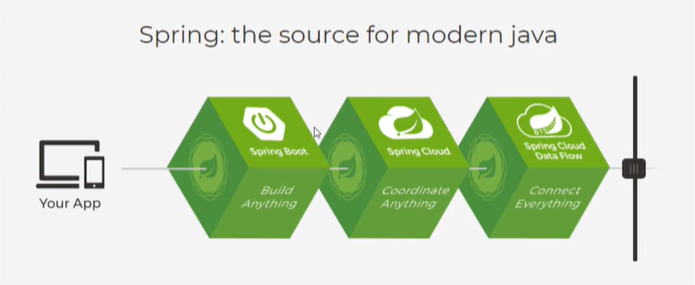 Spring: the source for modern java
Spring Boot
Spring Cloud
Spring Cloud
Data Flow
Build
Anything
Coordinate
Anything
Connect
Everything
Your App